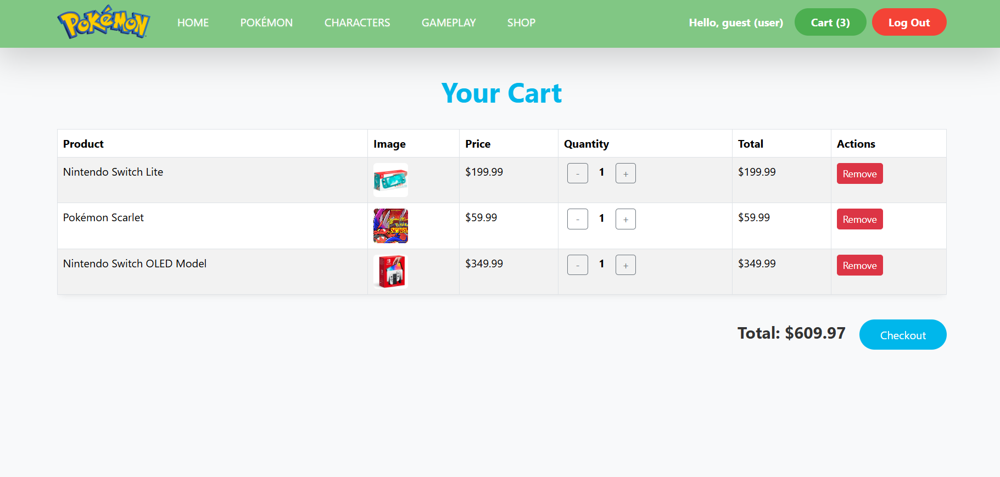 POKÉMON
HOME POKÉMON CHARACTERS GAMEPLAY SHOP Hello, guest (user) Cart (3) Log Out
Your Cart
Product Image Price Quantity Total Actions
Nintendo Switch Lite $199.99 - 1 + $199.99 Remove
Pokémon Scarlet $59.99 - 1 + $59.99 Remove
Nintendo Switch OLED Model $349.99 - 1 + $349.99 Remove
Total: $609.97 Checkout